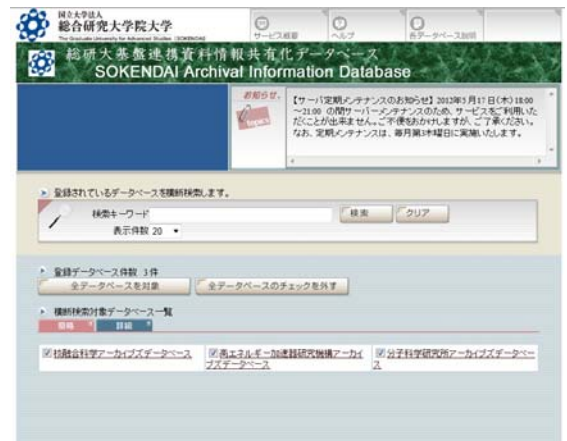 国立大学法人
総合研究大学院大学
The Graduate University for Advanced Studies [SOKENDAI]
サービス概要
ヘルプ
各データベース説明
総研大基盤連携資料情報共有化データベース
SOKENDAI Archival Information Database
お知らせ。
topics
【サーバ定期メンテナンスのお知らせ】2012年5月17日(木)18:00
~21:00 の間サーバーメンテナンスのため、サービスをご利用いた
だくことが出来ません。ご不便をおかけしますが、ご了承ください。
なお、定期メンテナンスは、毎月第3木曜日に実施いたします。
登録されているデータベースを横断検索します。
検索キーワード
検索
クリア
表示件数 20
登録データベース件数 3件
全データベースを対象
全データベースのチェックを外す
横断検索対象データベース一覧
簡略
詳細
核融合科学アーカイブズデータベース
高エネルギー加速器研究機構アーカイ
ブズデータベース
分子科学研究所アーカイブズデータベー
ス